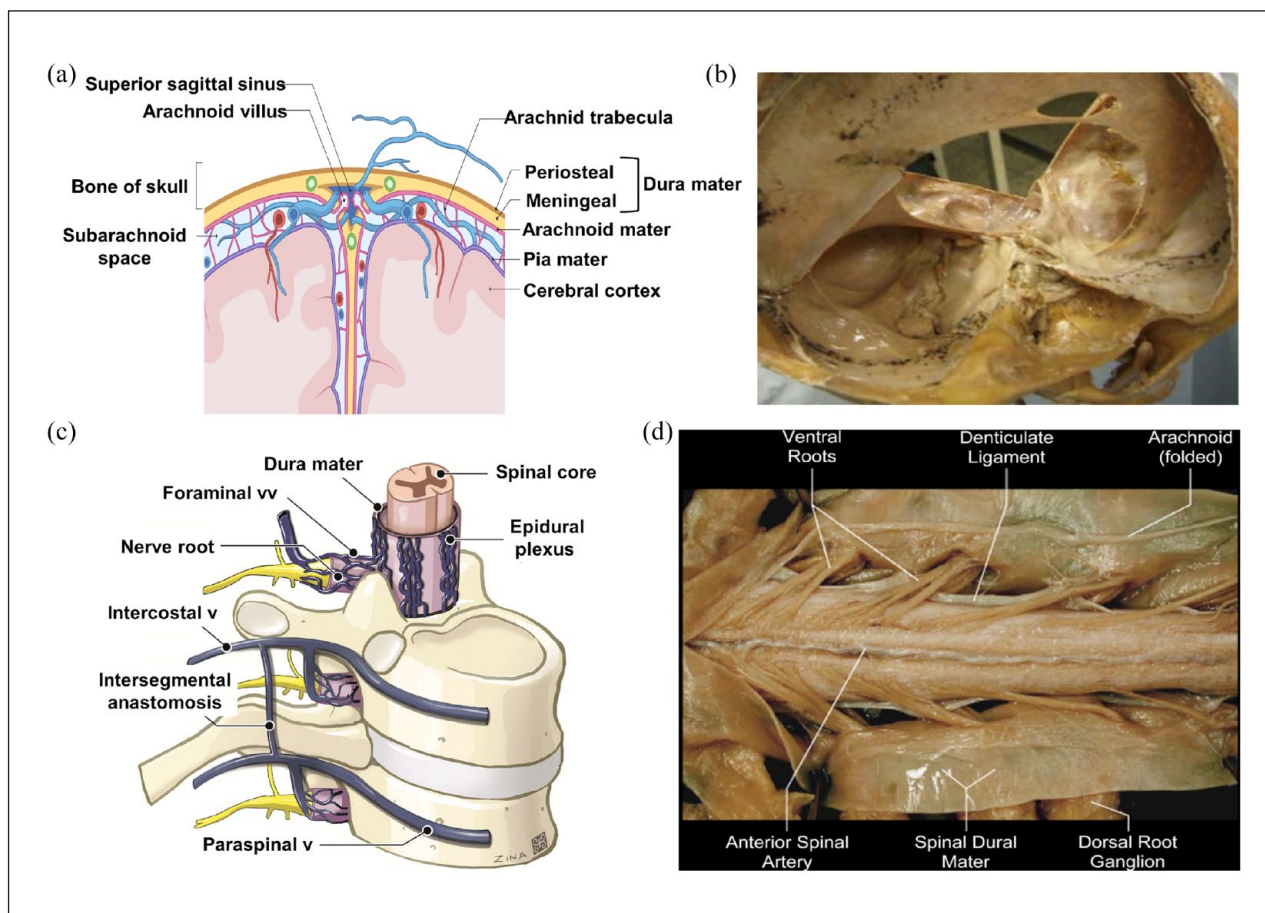 (a)
Superior sagittal sinus
Arachnoid villus
Arachnid trabecula
Bone of skull
Periosteal
Meningeal
Dura mater
Subarachnoid
space
Arachnoid mater
Pia mater
Cerebral cortex
(b)
(c)
Dura mater
Spinal core
Foraminal vv
Epidural
plexus
Nerve root
Intercostal v
Intersegmental
anastomosis
Paraspinal v
ZINA
(d)
Ventral
Roots
Denticulate
Ligament
Arachnoid
(folded)
Anterior Spinal
Artery
Spinal Dural
Mater
Dorsal Root
Ganglion